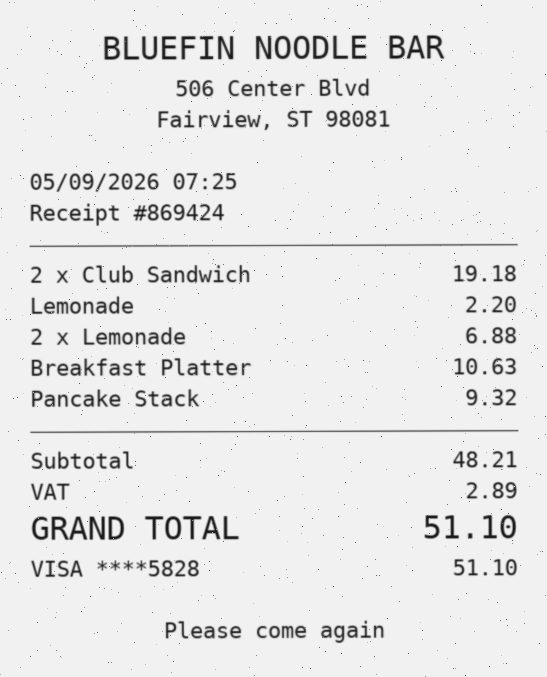 BLUEFIN NOODLE BAR
506 Center Blvd
Fairview, ST 98081
05/09/2026 07:25
Receipt #869424
2 x Club Sandwich 19.18
Lemonade 2.20
2 x Lemonade 6.88
Breakfast Platter 10.63
Pancake Stack 9.32
Subtotal 48.21
VAT 2.89
GRAND TOTAL 51.10
VISA ****5828 51.10
Please come again